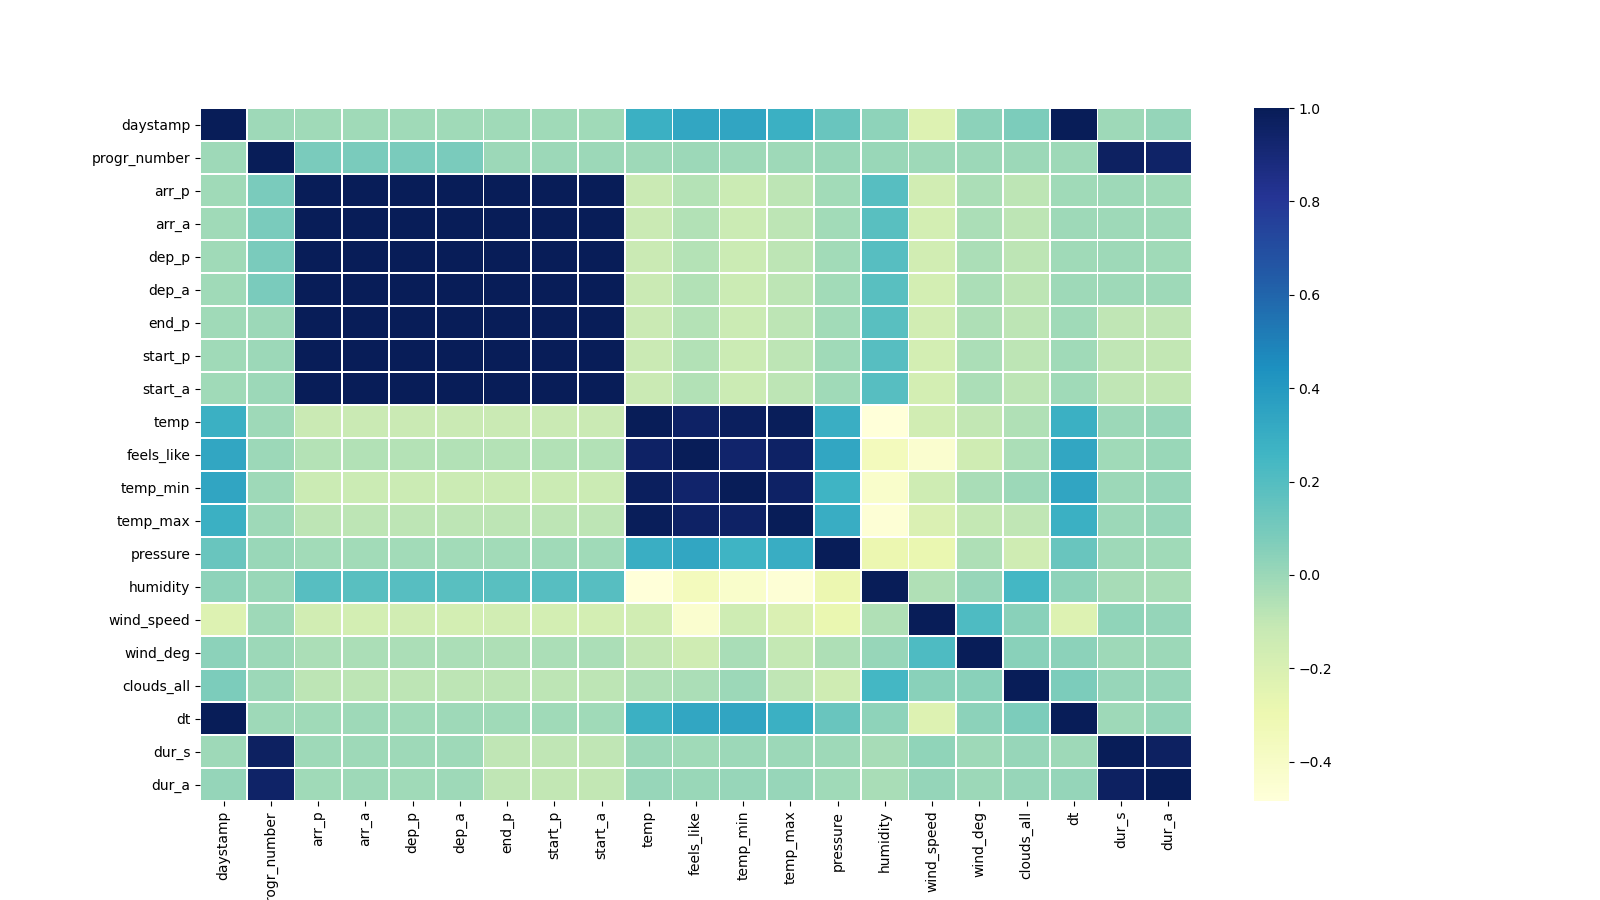 daystamp
progr_number
arr_p
arr_a
dep_p
dep_a
end_p
start_p
start_a
temp
feels_like
temp_min
temp_max
pressure
humidity
wind_speed
wind_deg
clouds_all
dt
dur_s
dur_a
1.0
0.8
0.6
0.4
0.2
0.0
−0.2
−0.4
daystamp
rogr_number
arr_p
arr_a
dep_p
dep_a
end_p
start_p
start_a
temp
feels_like
temp_min
temp_max
pressure
humidity
wind_speed
wind_deg
clouds_all
dt
dur_s
dur_a